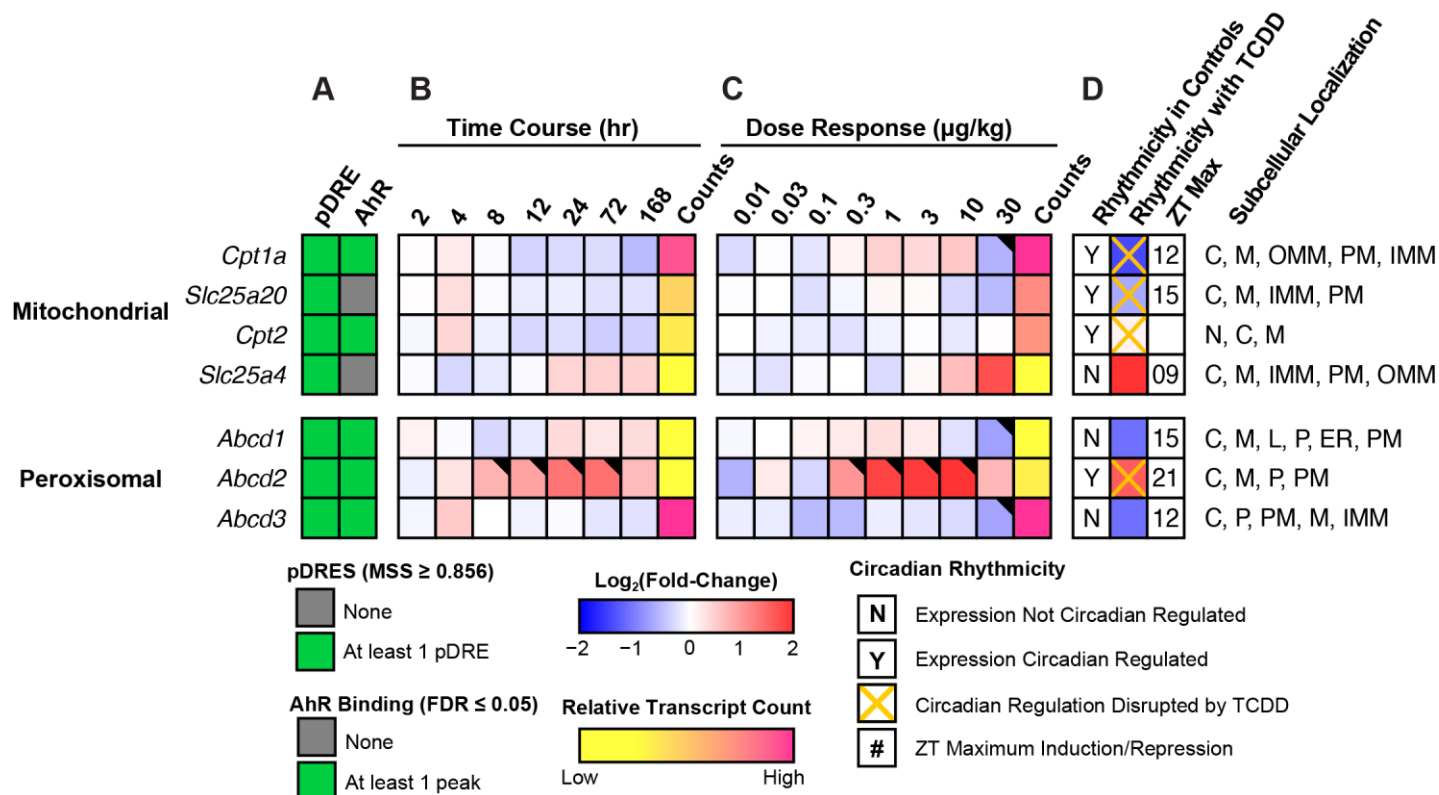 A B C D
Time Course (hr) Dose Response (µg/kg)
pDRE AhR 2 4 8 12 24 72 168 Counts 0.01 0.03 0.1 0.3 1 3 10 30 Counts Rhythmicity in Controls Rhythmicity with TCDD ZT Max Subcellular Localization
Mitochondrial
Cpt1a Y 12 C, M, OMM, PM, IMM
Slc25a20 Y 15 C, M, IMM, PM
Cpt2 Y N, C, M
Slc25a4 N 09 C, M, IMM, PM, OMM
Peroxisomal
Abcd1 N 15 C, M, L, P, ER, PM
Abcd2 Y 21 C, M, P, PM
Abcd3 N 12 C, P, PM, M, IMM
pDRES (MSS ≥ 0.856)
None
At least 1 pDRE
AhR Binding (FDR ≤ 0.05)
None
At least 1 peak
Log₂(Fold-Change)
−2 −1 0 1 2
Relative Transcript Count
Low High
Circadian Rhythmicity
N Expression Not Circadian Regulated
Y Expression Circadian Regulated
Circadian Regulation Disrupted by TCDD
# ZT Maximum Induction/Repression